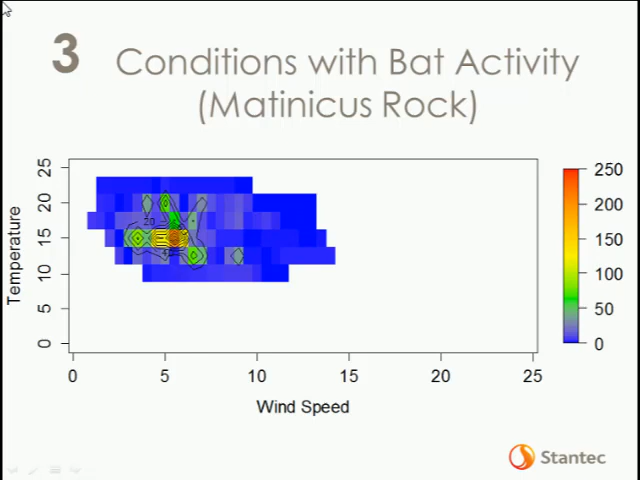 3 Conditions with Bat Activity
(Matinicus Rock)
Temperature
25
20
15
10
5
0
20
0 5 10 15 20 25
Wind Speed
250
200
150
100
50
0
Stantec